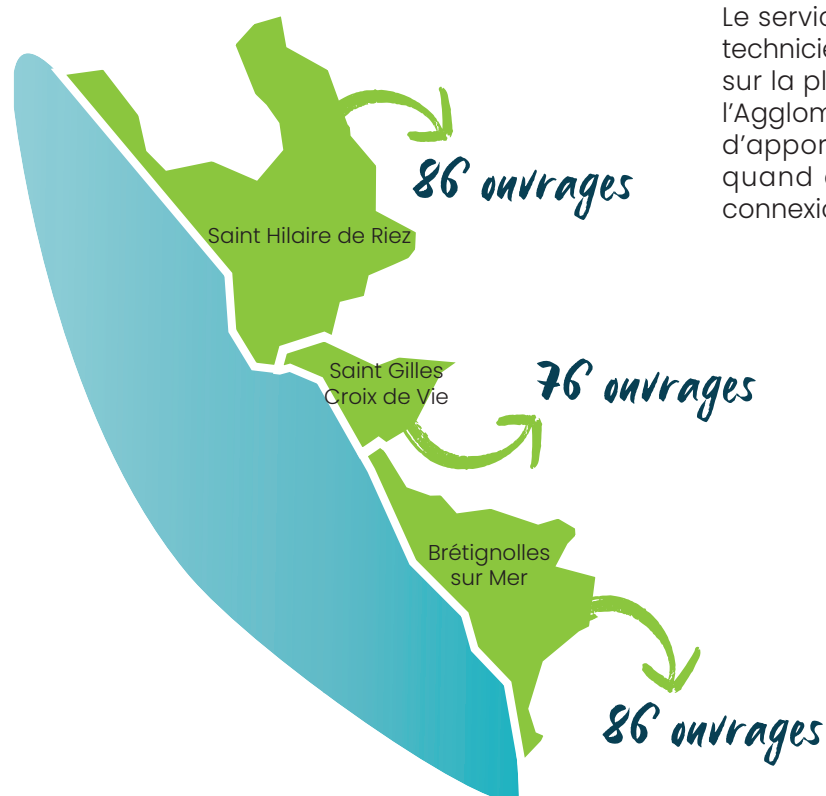 Le servic
technicie
sur la pl
l'Agglom
d'appor
quand
connexic
86 ouvrages
Saint Hilaire de Riez
Saint Gilles
Croix de Vie
76 ouvrages
Brétignolles
sur Mer
86 ouvrages